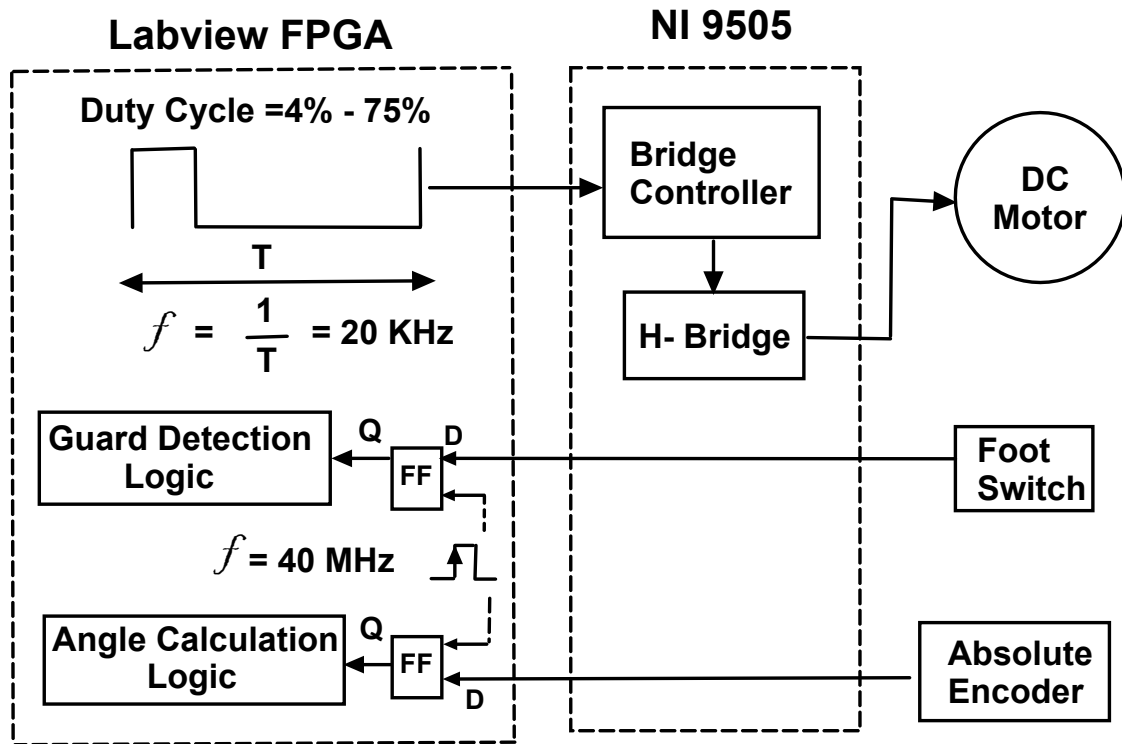 Labview FPGA
NI 9505
Duty Cycle =4% - 75%
Bridge
Controller
DC
Motor
T
f = 1/T = 20 KHz
H- Bridge
Guard Detection
Logic
Q
D
FF
Foot
Switch
f = 40 MHz
Angle Calculation
Logic
Q
FF
D
Absolute
Encoder